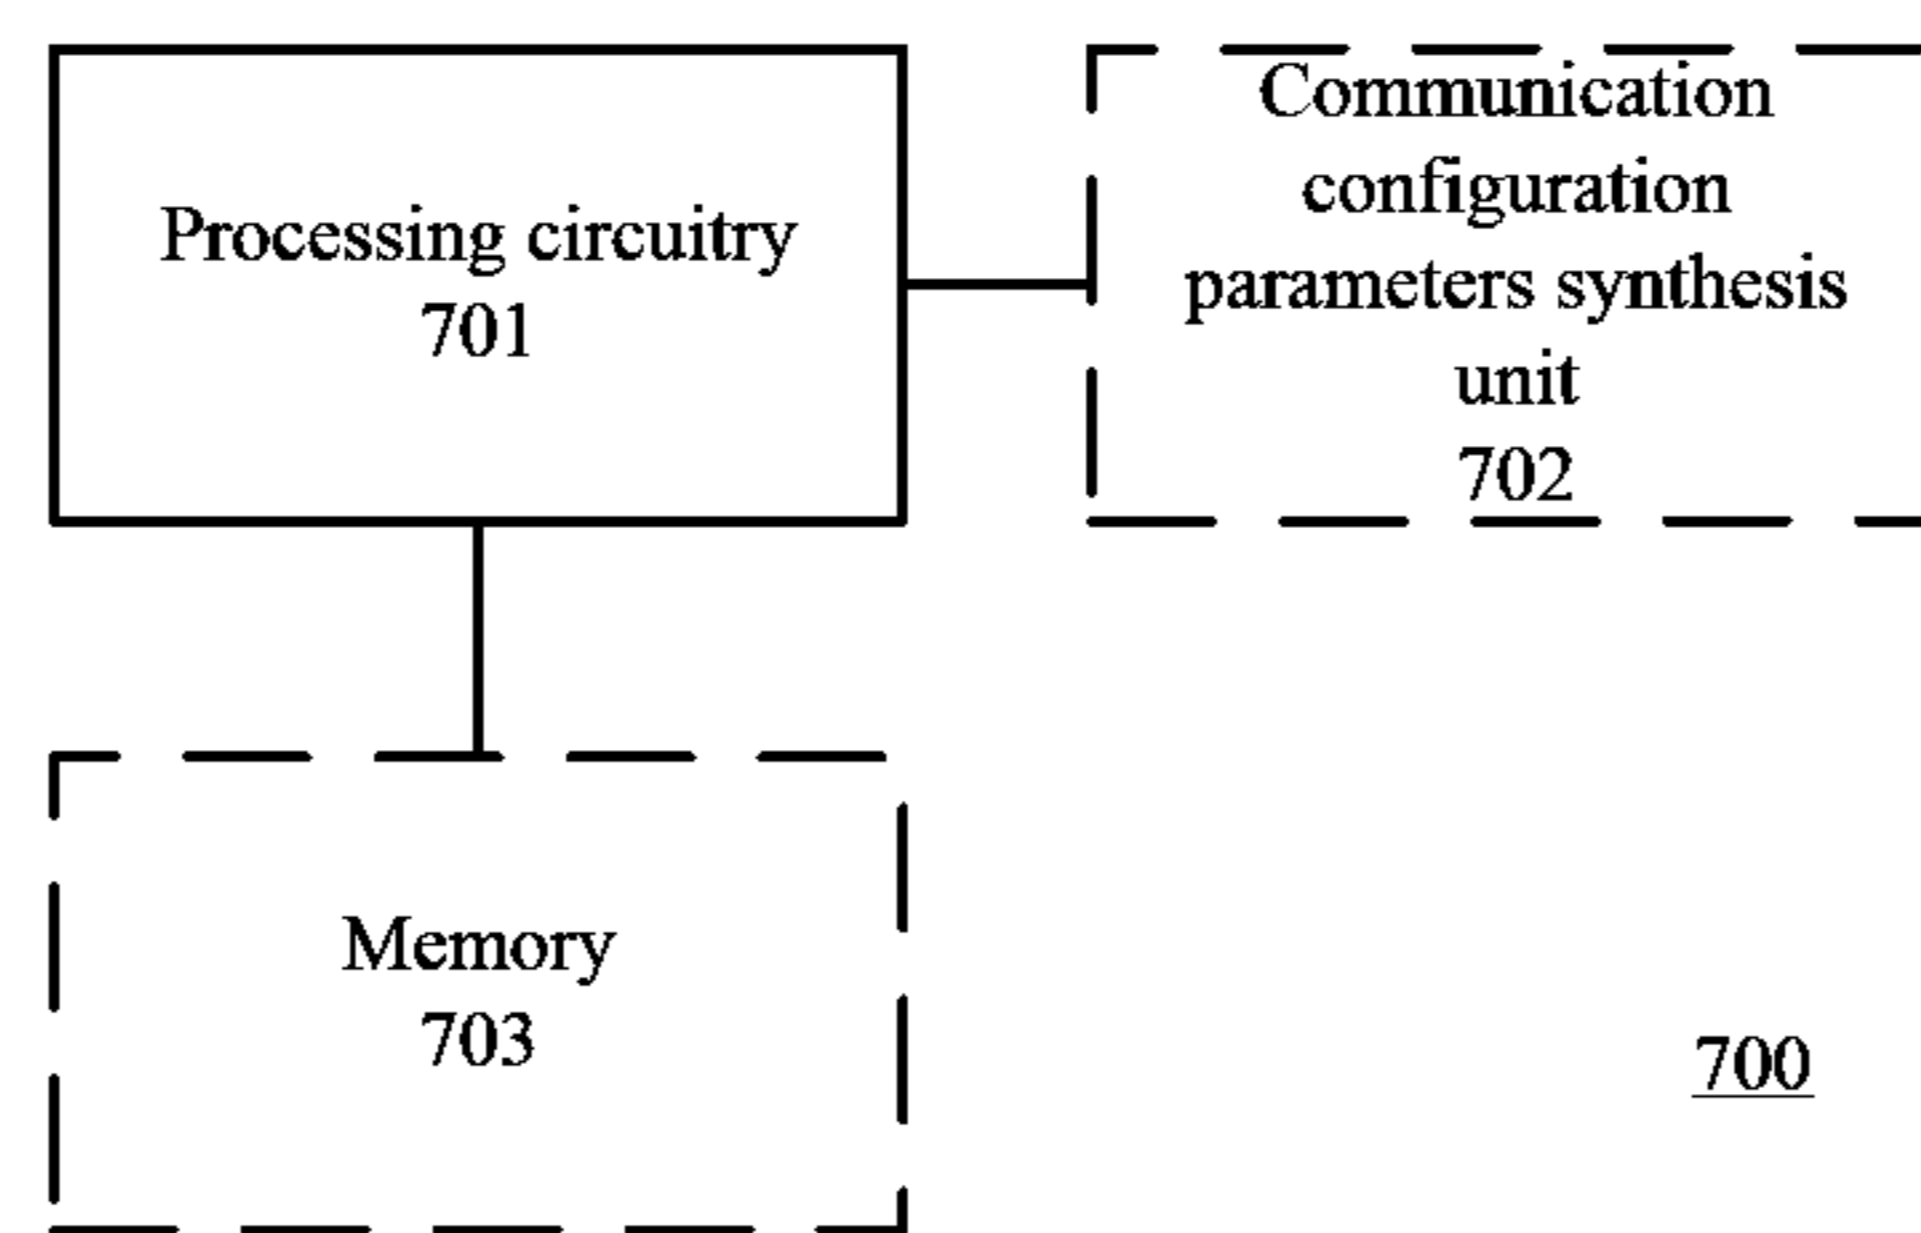 Processing circuitry
701
Communication
configuration
parameters synthesis
unit
702
Memory
703
700